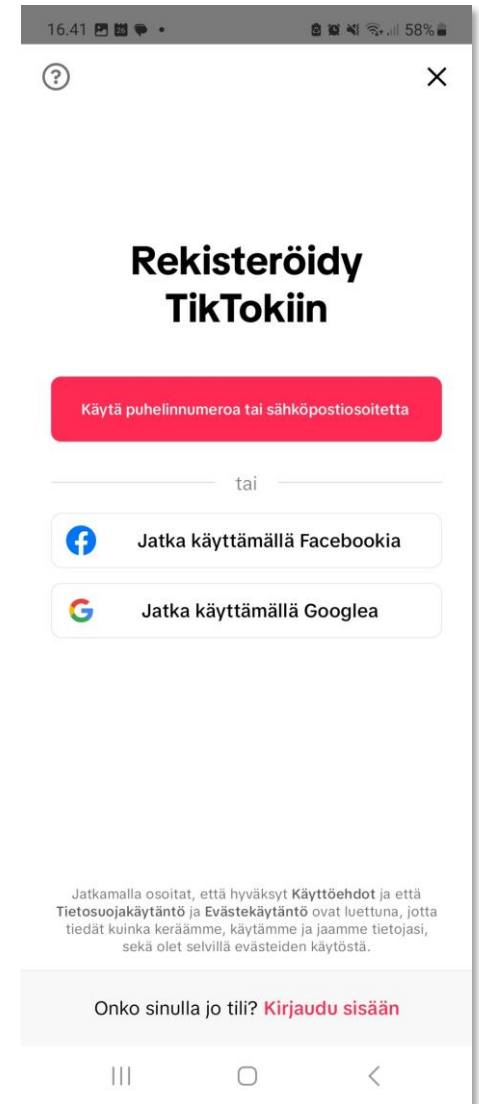 16.41
58%
Rekisteröidy
TikTokiin
Käytä puhelinnumeroa tai sähköpostiosoitetta
tai
Jatka käyttämällä Facebookia
Jatka käyttämällä Googlea
Jatkamalla osoitat, että hyväksyt Käyttöehdot ja että
Tietosuojakäytäntö ja Evästekäytäntö ovat luettuna, jotta
tiedät kuinka keräämme, käytämme ja jaamme tietojasi,
sekä olet selvillä evästeiden käytöstä.
Onko sinulla jo tili? Kirjaudu sisään